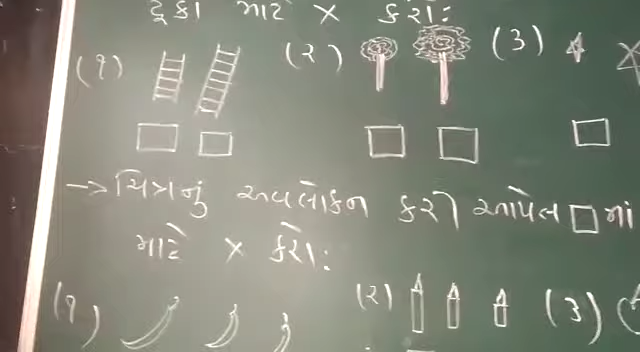 ટૂંકા માટે × કરો:
(૧) (૨) (૩)
→ ચિત્રનું અવલોકન કરી આપેલ □ માં
માટે × કરો:
(૧) (૨) (૩)